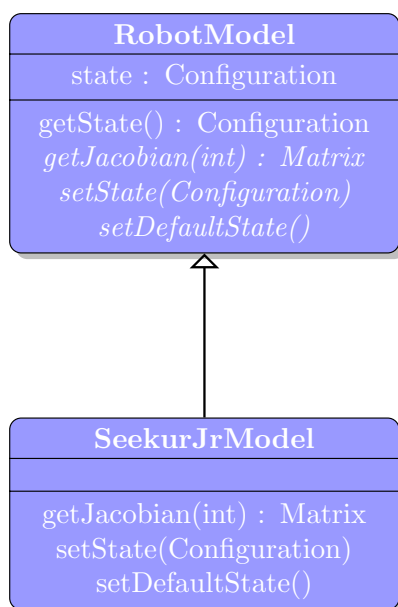 RobotModel
state : Configuration
getState() : Configuration
getJacobian(int) : Matrix
setState(Configuration)
setDefaultState()
SeekurJrModel
getJacobian(int) : Matrix
setState(Configuration)
setDefaultState()